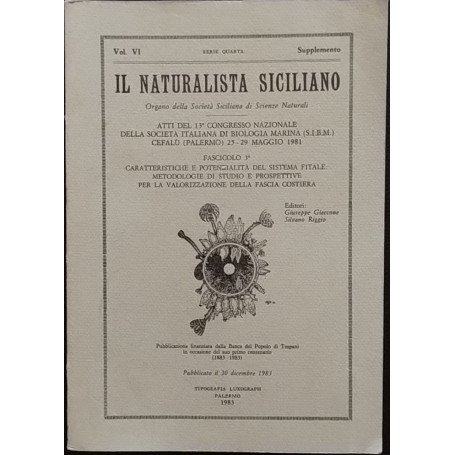 Vol. VI SERIE QUARTA Supplemento
IL NATURALISTA SICILIANO
Organo della Società Siciliana di Scienze Naturali
ATTI DEL 13° CONGRESSO NAZIONALE
DELLA SOCIETÀ ITALIANA DI BIOLOGIA MARINA (S.I.B.M.)
CEFALÙ (PALERMO) 23-29 MAGGIO 1981
FASCICOLO
CARATTERISTICHE E POTENZIALITÀ DEL SISTEMA FITALE:
METODOLOGIE DI STUDIO E PROSPETTIVE
PER LA VALORIZZAZIONE DELLA FASCIA COSTIERA
Editori:
Giuseppe Giaccone
Silvano Riggio
Pubblicazione finanziata dalla Banca del Popolo di Trapani
in occasione del suo primo centenario
(1883-1983)
Pubblicato il 30 dicembre 1983
TIPOGRAFIA LUXOGRAPH
PALERMO
1983